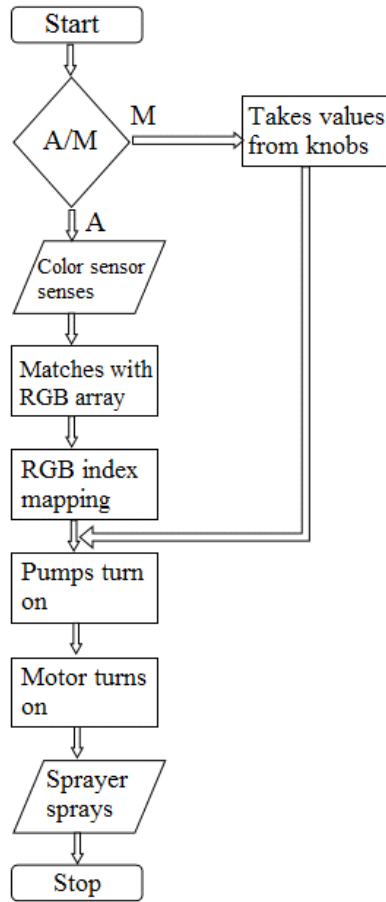 Start
A/M
M
Takes values
from knobs
A
Color sensor
senses
Matches with
RGB array
RGB index
mapping
Pumps turn
on
Motor turns
on
Sprayer
sprays
Stop